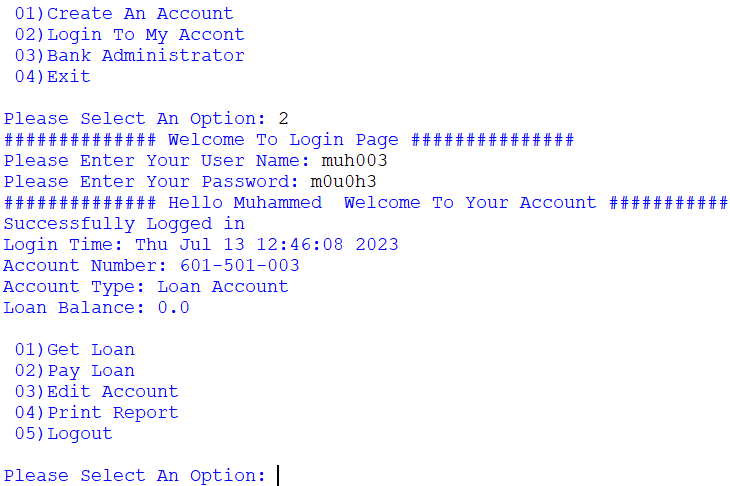 01)Create An Account
02)Login To My Accont
03)Bank Administrator
04)Exit
Please Select An Option: 2
############## Welcome To Login Page ###############
Please Enter Your User Name: muh003
Please Enter Your Password: m0u0h3
############## Hello Muhammed  Welcome To Your Account ###########
Successfully Logged in
Login Time: Thu Jul 13 12:46:08 2023
Account Number: 601-501-003
Account Type: Loan Account
Loan Balance: 0.0
01)Get Loan
02)Pay Loan
03)Edit Account
04)Print Report
05)Logout
Please Select An Option: